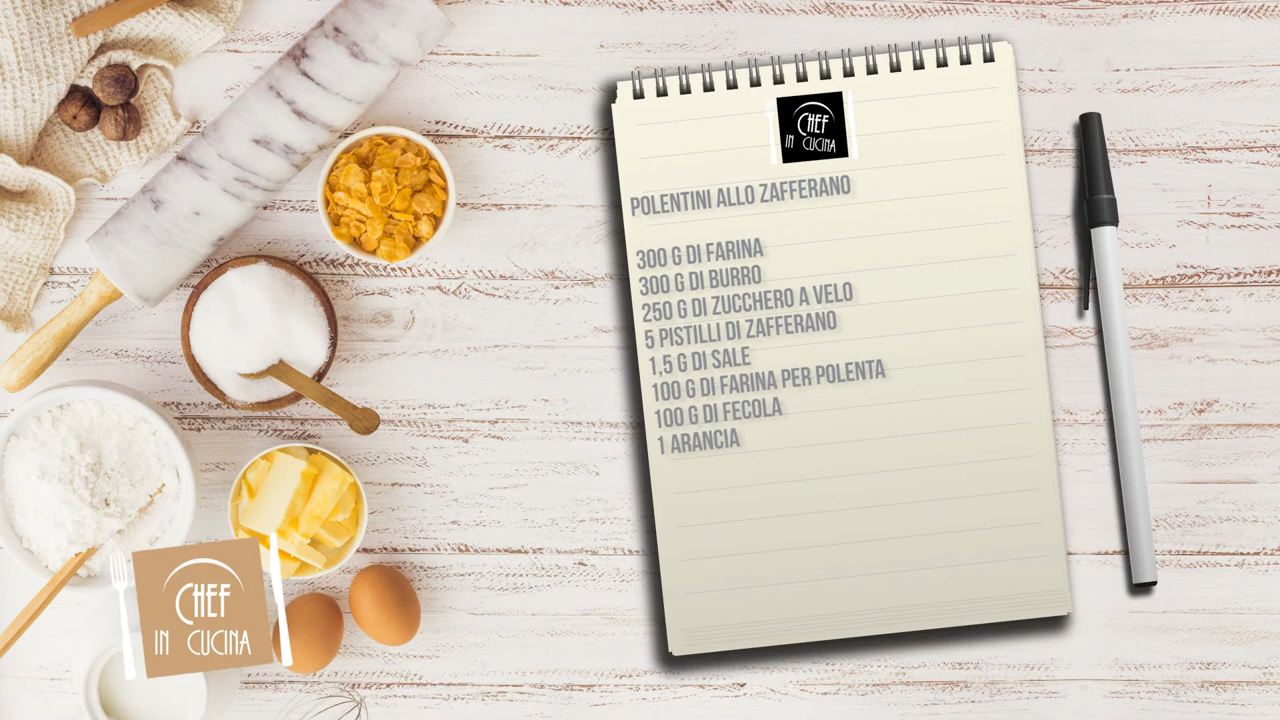 CHEF
IN CUCINA
POLENTINI ALLO ZAFFERANO
300 G DI FARINA
300 G DI BURRO
250 G DI ZUCCHERO A VELO
5 PISTILLI DI ZAFFERANO
1,5 G DI SALE
100 G DI FARINA PER POLENTA
100 G DI FECOLA
1 ARANCIA
CHEF
IN CUCINA